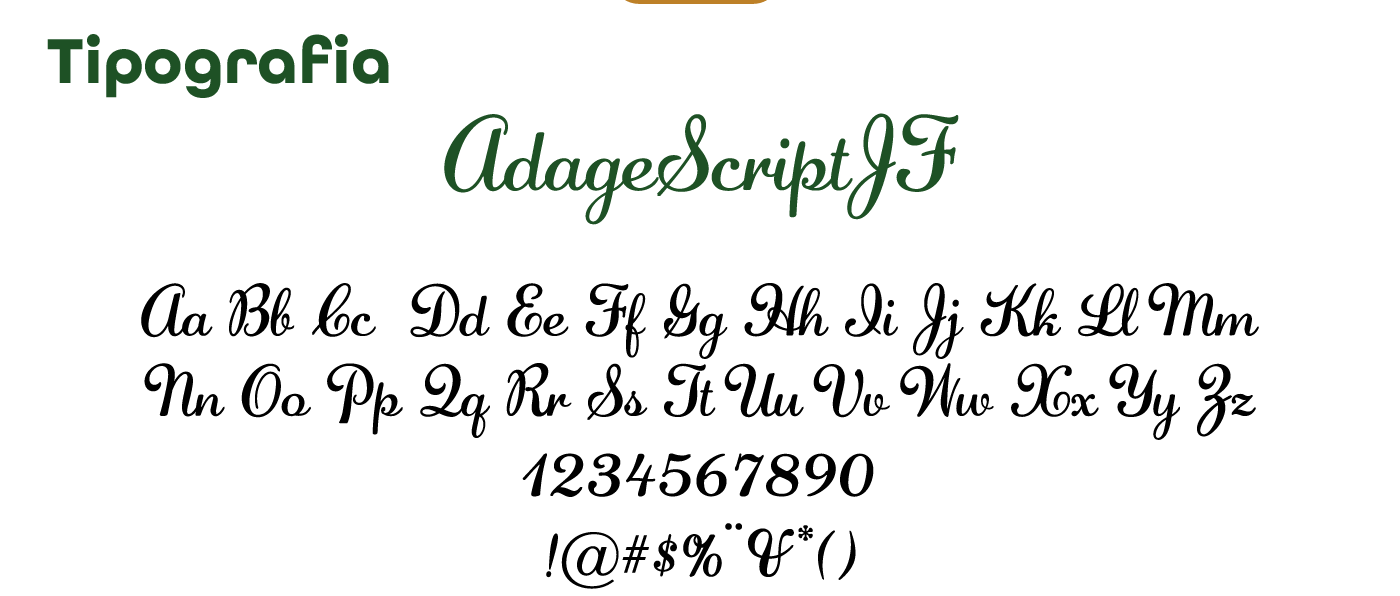 Tipografia
AdageScriptJF
Aa Bb Cc Dd Ee Ff Gg Hh Ii Jj Kk Ll Mm
Nn Oo Pp Qq Rr Ss Tt Uu Vv Ww Xx Yy Zz
1234567890
!@#$%¨&*()